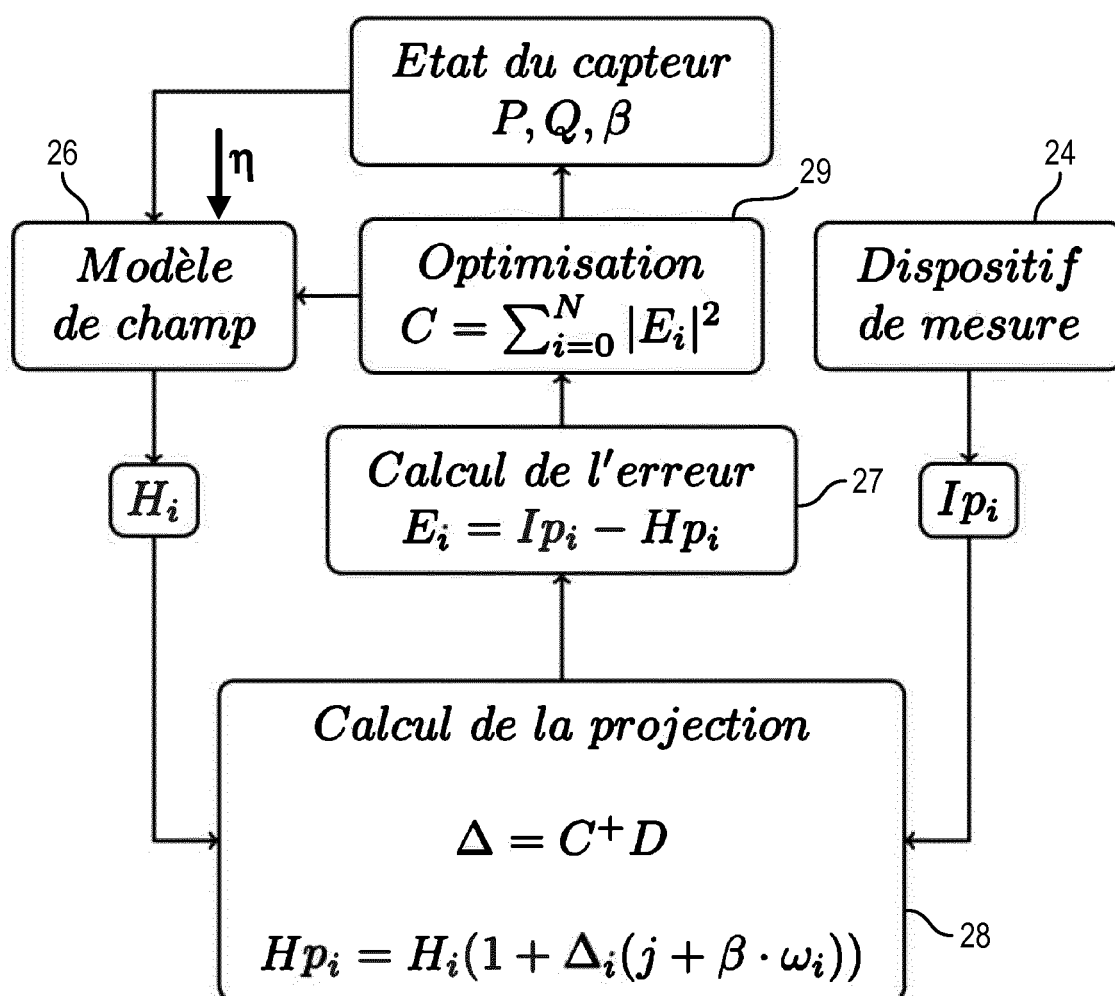 Etat du capteur
P, Q, β
26
η
29
24
Modèle
de champ
Optimisation
C = ∑_{i=0}^{N} |E_i|^2
Dispositif
de mesure
H_i
Calcul de l'erreur
E_i = Ip_i − Hp_i
27
Ip_i
Calcul de la projection
Δ = C^+ D
Hp_i = H_i(1 + Δ_i(j + β · ω_i))
28